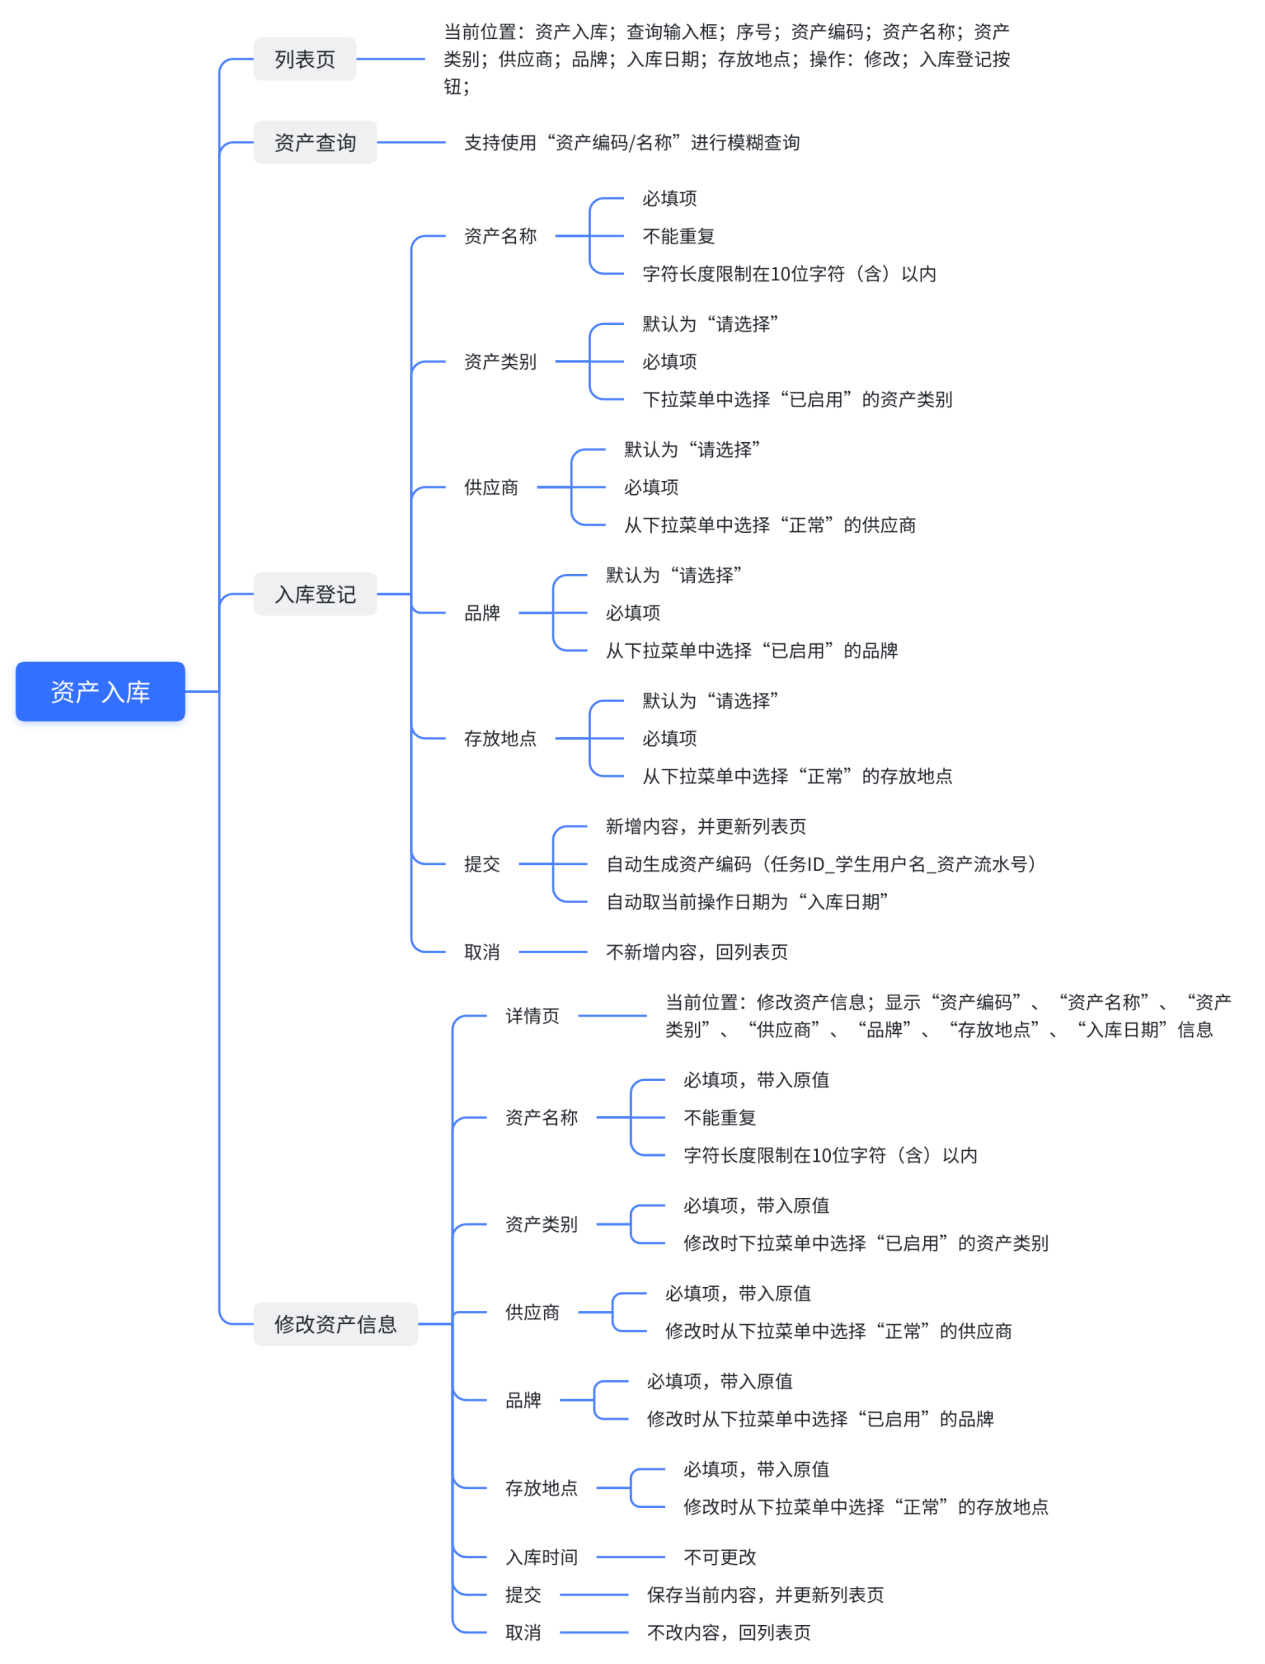 资产入库
列表页
当前位置：资产入库；查询输入框；序号；资产编码；资产名称；资产
类别；供应商；品牌；入库日期；存放地点；操作：修改；入库登记按
钮；
资产查询
支持使用“资产编码/名称”进行模糊查询
入库登记
资产名称
必填项
不能重复
字符长度限制在10位字符（含）以内
资产类别
默认为“请选择”
必填项
下拉菜单中选择“已启用”的资产类别
供应商
默认为“请选择”
必填项
从下拉菜单中选择“正常”的供应商
品牌
默认为“请选择”
必填项
从下拉菜单中选择“已启用”的品牌
存放地点
默认为“请选择”
必填项
从下拉菜单中选择“正常”的存放地点
提交
新增内容，并更新列表页
自动生成资产编码（任务ID_学生用户名_资产流水号）
自动取当前操作日期为“入库日期”
取消
不新增内容，回列表页
修改资产信息
详情页
当前位置：修改资产信息；显示“资产编码”、“资产名称”、“资产
类别”、“供应商”、“品牌”、“存放地点”、“入库日期”信息
资产名称
必填项，带入原值
不能重复
字符长度限制在10位字符（含）以内
资产类别
必填项，带入原值
修改时下拉菜单中选择“已启用”的资产类别
供应商
必填项，带入原值
修改时从下拉菜单中选择“正常”的供应商
品牌
必填项，带入原值
修改时从下拉菜单中选择“已启用”的品牌
存放地点
必填项，带入原值
修改时从下拉菜单中选择“正常”的存放地点
入库时间
不可更改
提交
保存当前内容，并更新列表页
取消
不改内容，回列表页